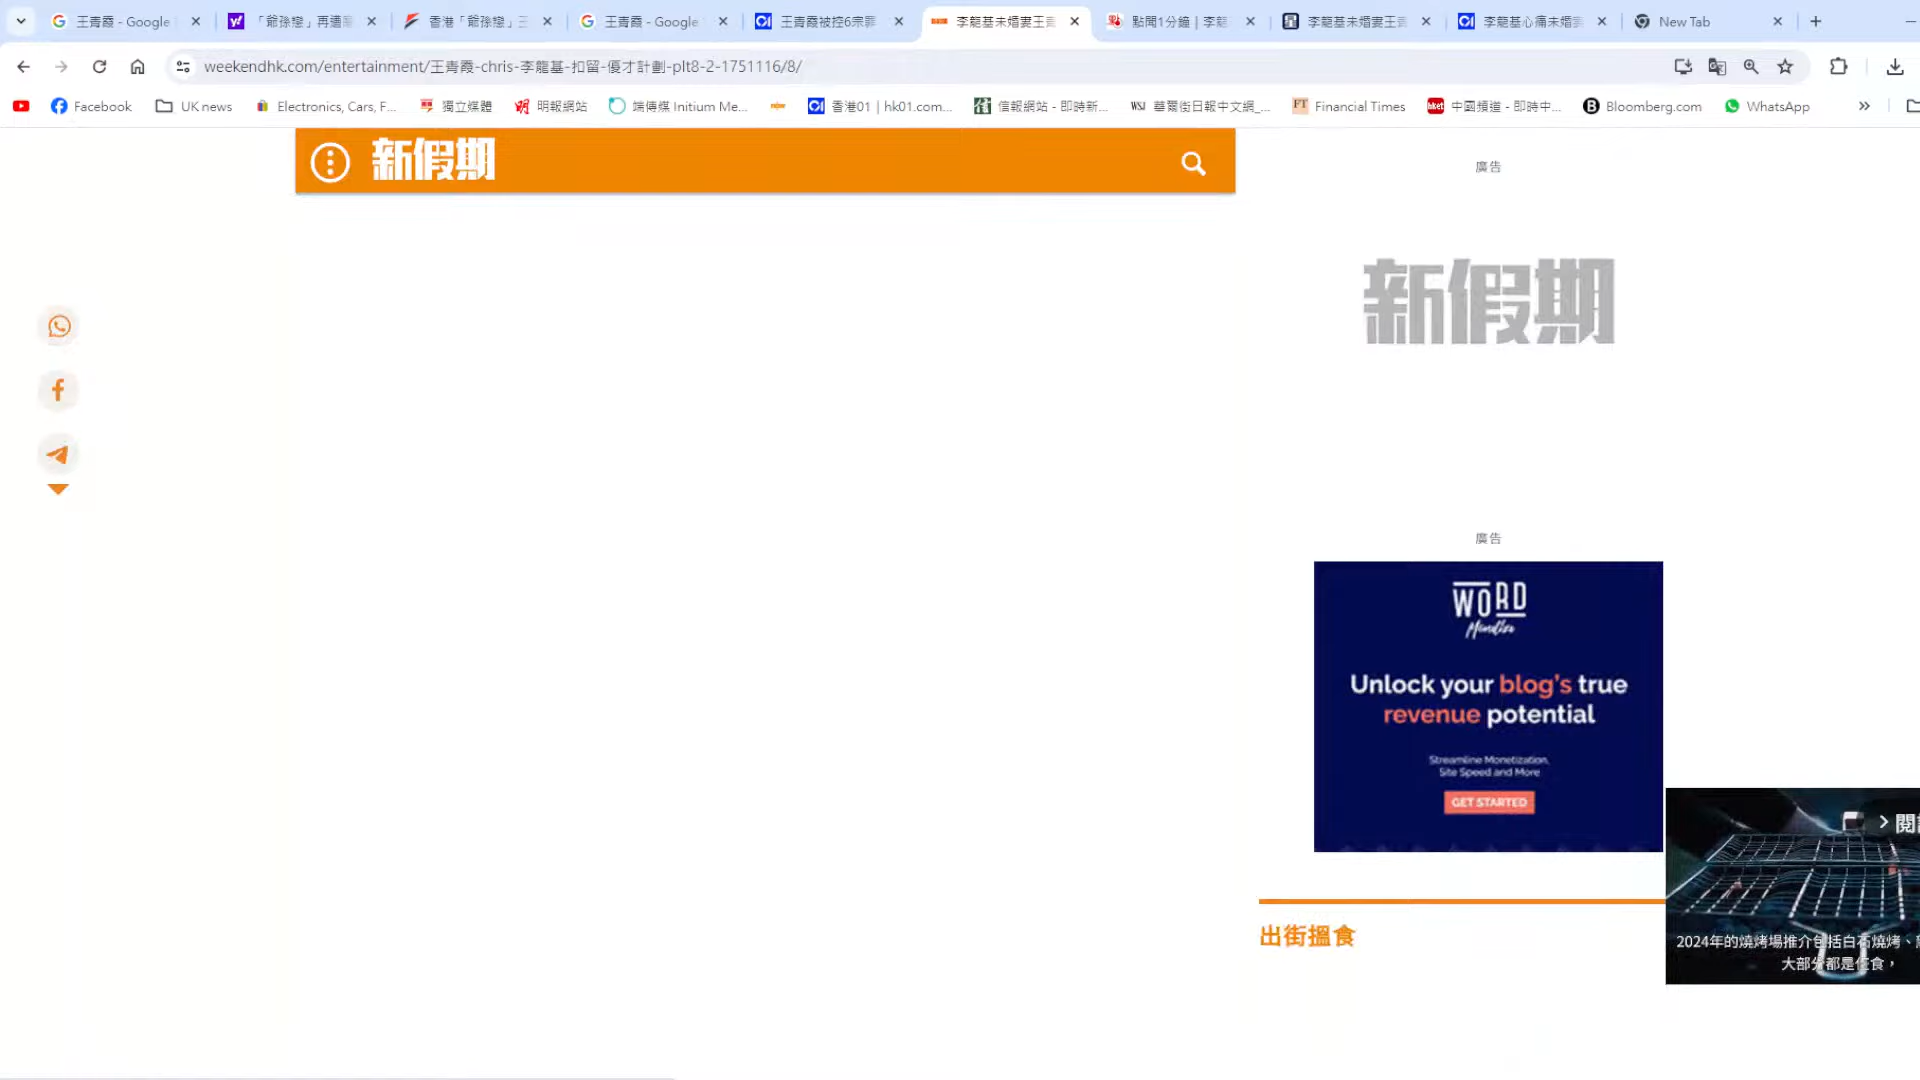 王青霞 - Google
「爺孫戀」再遭
香港「爺孫戀」王
王青霞 - Google
王青霞被控6宗罪
李龍基未婚妻王青
點聞1分鐘 | 李龍
李龍基未婚妻王青
李龍基心痛未婚妻
New Tab
weekendhk.com/entertainment/王青霞-chris-李龍基-扣留-優才計劃-plt8-2-1751116/8/
Facebook
UK news
Electronics, Cars, F...
獨立媒體
明報網站
端傳媒 Initium Me...
香港01 | hk01.com...
信報網站 - 即時新...
華爾街日報中文網_...
Financial Times
中國頻道 - 即時中...
Bloomberg.com
WhatsApp
新假期
廣告
新假期
廣告
WORD
Mondize
Unlock your blog's true
revenue potential
Streamline Monetization,
Site Speed and More
GET STARTED
閱
2024年的燒烤場推介包括白石燒烤、
大部分都是任食，
出街搵食